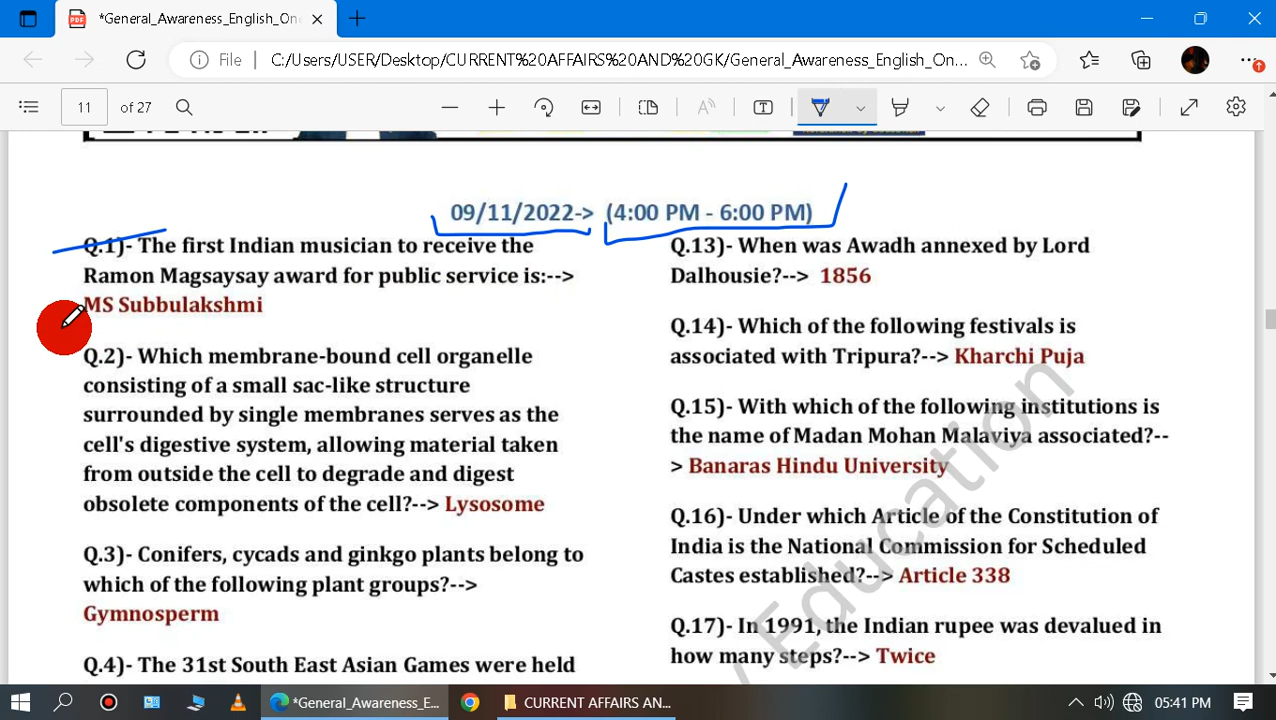 *General_Awareness_English_On
File
C:/Users/USER/Desktop/CURRENT%20AFFAIRS%20AND%20GK/General_Awareness_English_On...
11 of 27
09/11/2022-> (4:00 PM - 6:00 PM)
Q.1)- The first Indian musician to receive the
Ramon Magsaysay award for public service is:-->
MS Subbulakshmi
Q.2)- Which membrane-bound cell organelle
consisting of a small sac-like structure
surrounded by single membranes serves as the
cell's digestive system, allowing material taken
from outside the cell to degrade and digest
obsolete components of the cell?--> Lysosome
Q.3)- Conifers, cycads and ginkgo plants belong to
which of the following plant groups?-->
Gymnosperm
Q.4)- The 31st South East Asian Games were held
Q.13)- When was Awadh annexed by Lord
Dalhousie?--> 1856
Q.14)- Which of the following festivals is
associated with Tripura?--> Kharchi Puja
Q.15)- With which of the following institutions is
the name of Madan Mohan Malaviya associated?--
> Banaras Hindu University
Q.16)- Under which Article of the Constitution of
India is the National Commission for Scheduled
Castes established?--> Article 338
Q.17)- In 1991, the Indian rupee was devalued in
how many steps?--> Twice
Education
*General_Awareness_E...
CURRENT AFFAIRS AN...
05:41 PM